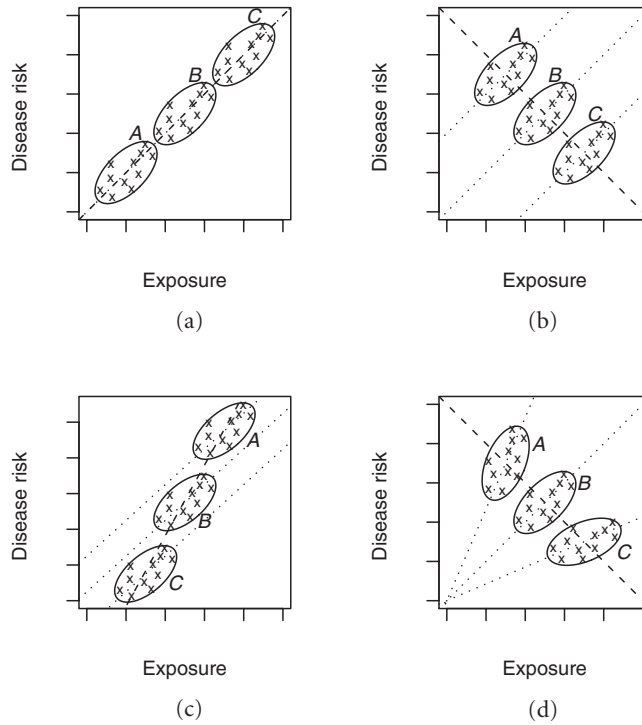 A
B
C
Disease risk
Exposure
(a)
A
B
C
Disease risk
Exposure
(b)
A
B
C
Disease risk
Exposure
(c)
A
B
C
Disease risk
Exposure
(d)